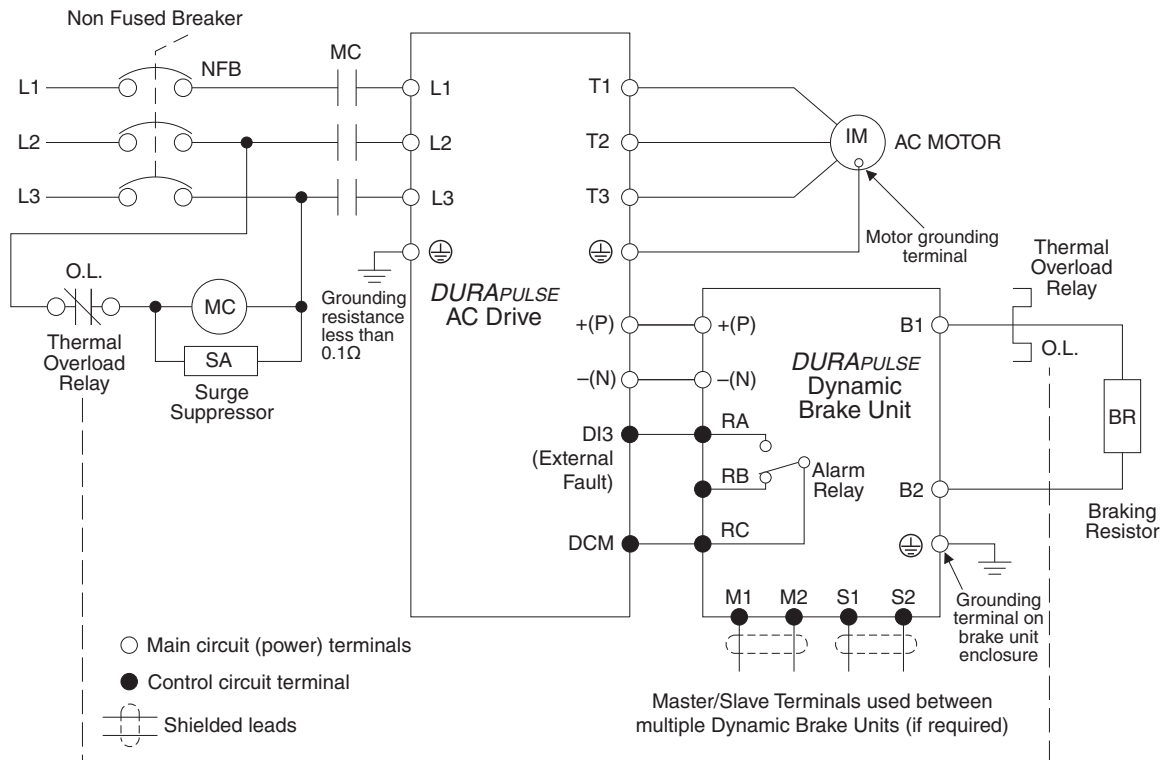 Non Fused Breaker
NFB
MC
L1
L2
L3
L1
L2
L3
T1
T2
T3
IM
AC MOTOR
Motor grounding
terminal
O.L.
MC
SA
Thermal
Overload
Relay
Surge
Suppressor
Grounding
resistance
less than
0.1Ω
DURAPULSE
AC Drive
+(P)
–(N)
DI3
(External
Fault)
DCM
+(P)
–(N)
RA
RB
RC
Alarm
Relay
DURAPULSE
Dynamic
Brake Unit
B1
B2
Thermal
Overload
Relay
O.L.
BR
Braking
Resistor
Grounding
terminal on
brake unit
enclosure
M1
M2
S1
S2
Master/Slave Terminals used between
multiple Dynamic Brake Units (if required)
Main circuit (power) terminals
Control circuit terminal
Shielded leads